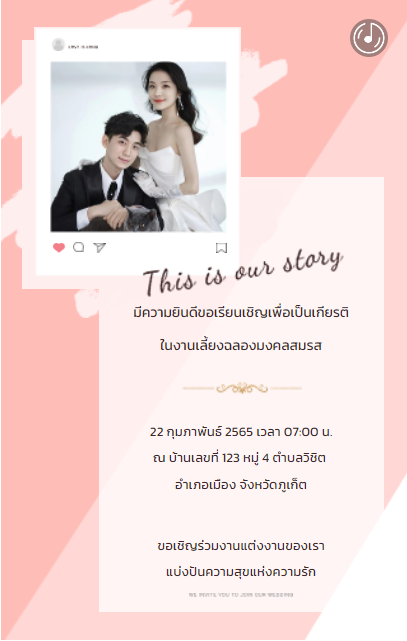 This is our story
มีความยินดีขอเรียนเชิญเพื่อเป็นเกียรติ
ในงานเลี้ยงฉลองมงคลสมรส
22 กุมภาพันธ์ 2565 เวลา 07:00 น.
ณ บ้านเลขที่ 123 หมู่ 4 ตำบลวิชิต
อำเภอเมือง จังหวัดภูเก็ต
ขอเชิญร่วมงานแต่งงานของเรา
แบ่งปันความสุขแห่งความรัก
WE INVITE YOU TO JOIN OUR WEDDING